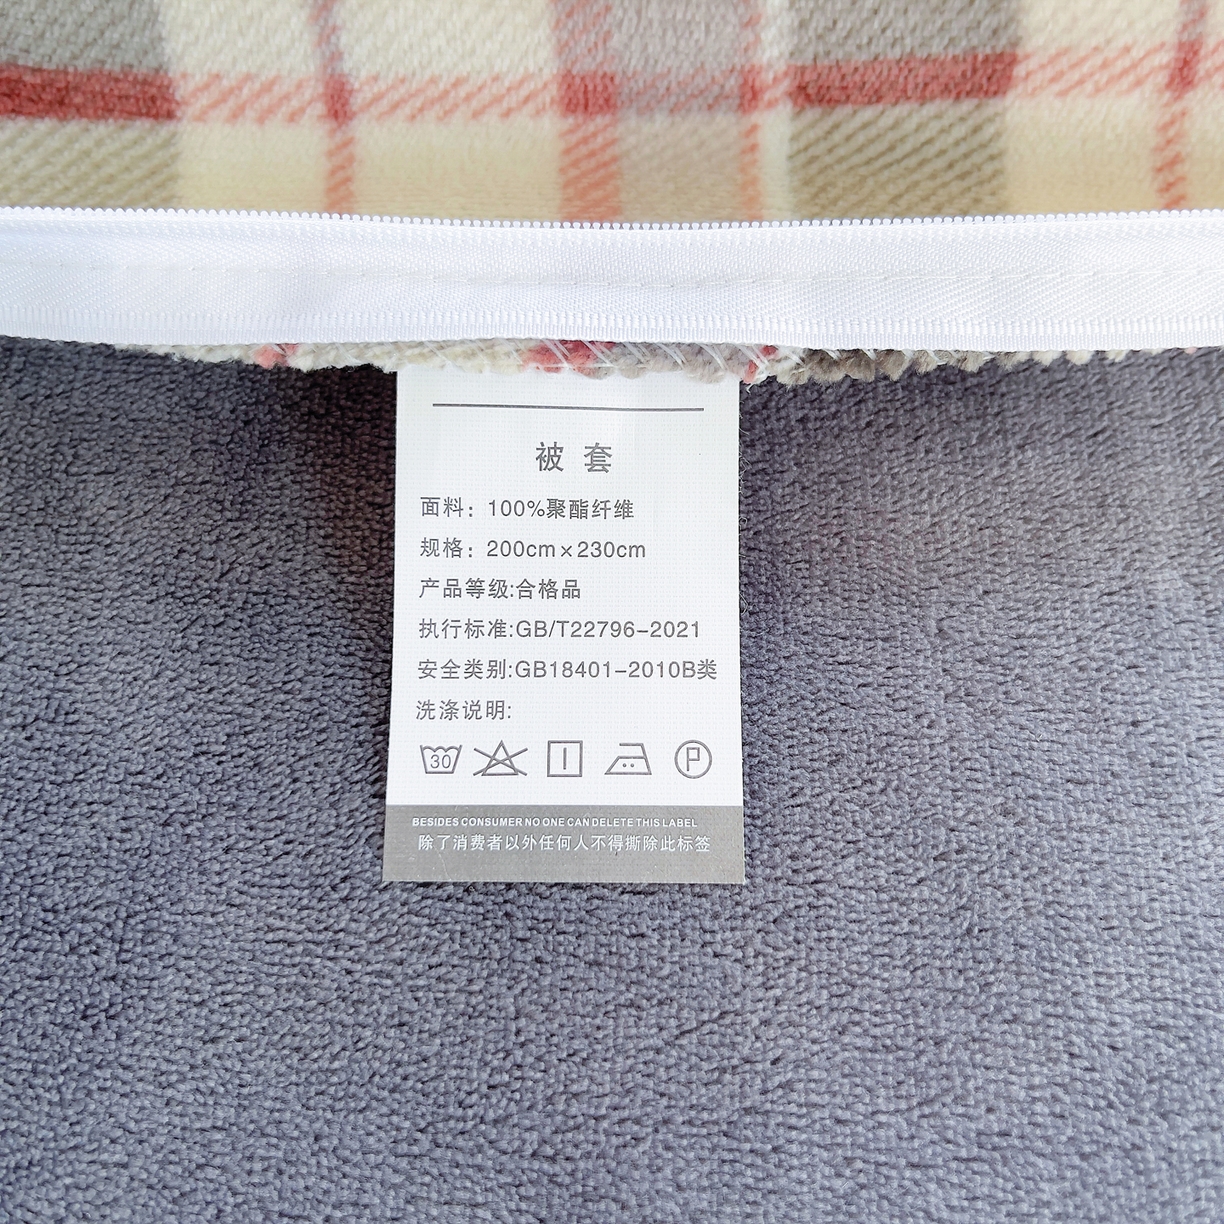 被套
面料：100%聚酯纤维
规格：200cm×230cm
产品等级:合格品
执行标准:GB/T22796-2021
安全类别:GB18401-2010B类
洗涤说明:
30 P
BESIDES CONSUMER NO ONE CAN DELETE THIS LABEL
除了消费者以外任何人不得撕除此标签